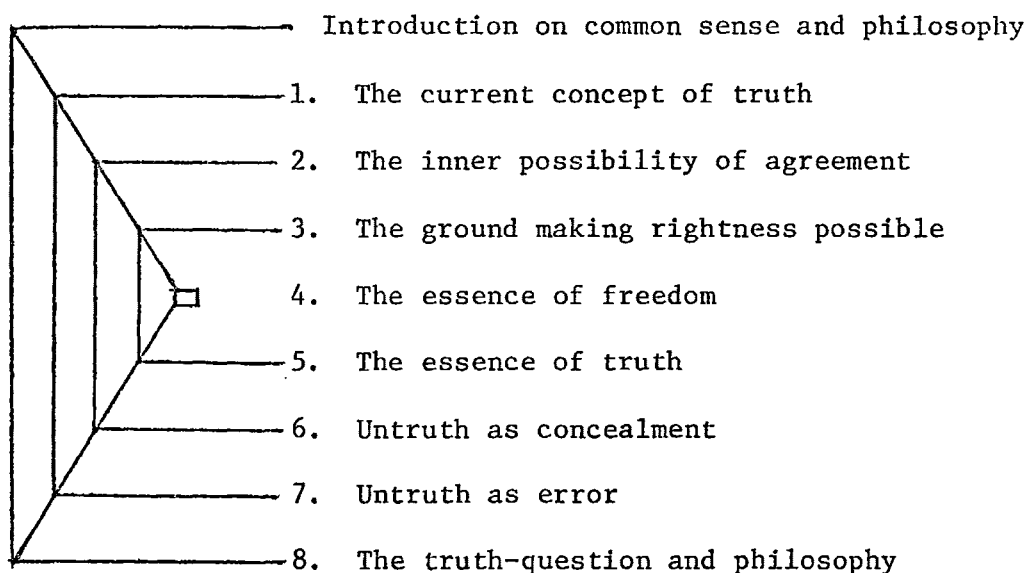 Introduction on common sense and philosophy
1. The current concept of truth
2. The inner possibility of agreement
3. The ground making rightness possible
4. The essence of freedom
5. The essence of truth
6. Untruth as concealment
7. Untruth as error
8. The truth-question and philosophy